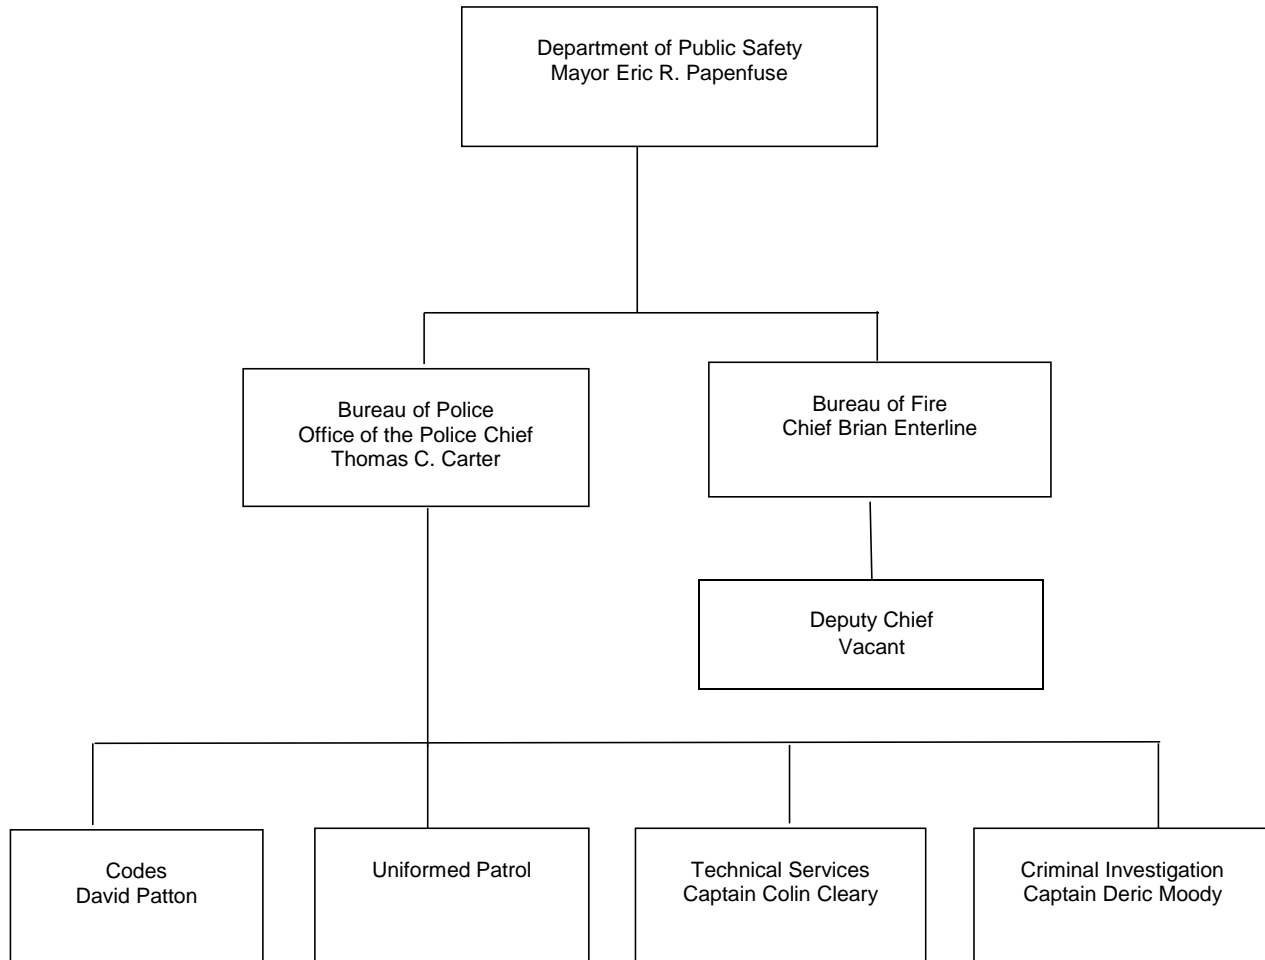 Department of Public Safety
Mayor Eric R. Papenfuse
Bureau of Police
Office of the Police Chief
Thomas C. Carter
Bureau of Fire
Chief Brian Enterline
Deputy Chief
Vacant
Codes
David Patton
Uniformed Patrol
Technical Services
Captain Colin Cleary
Criminal Investigation
Captain Deric Moody